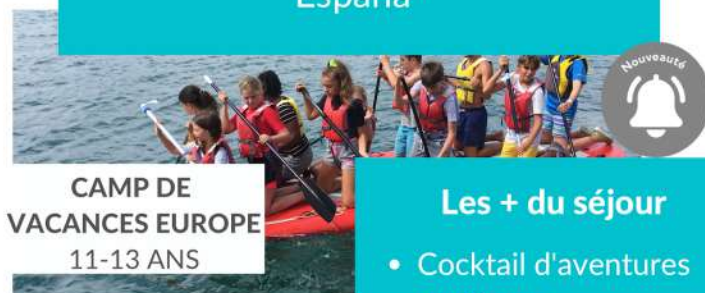 España
Nouveauté
CAMP DE
VACANCES EUROPE
11-13 ANS
Les + du séjour
• Cocktail d'aventures